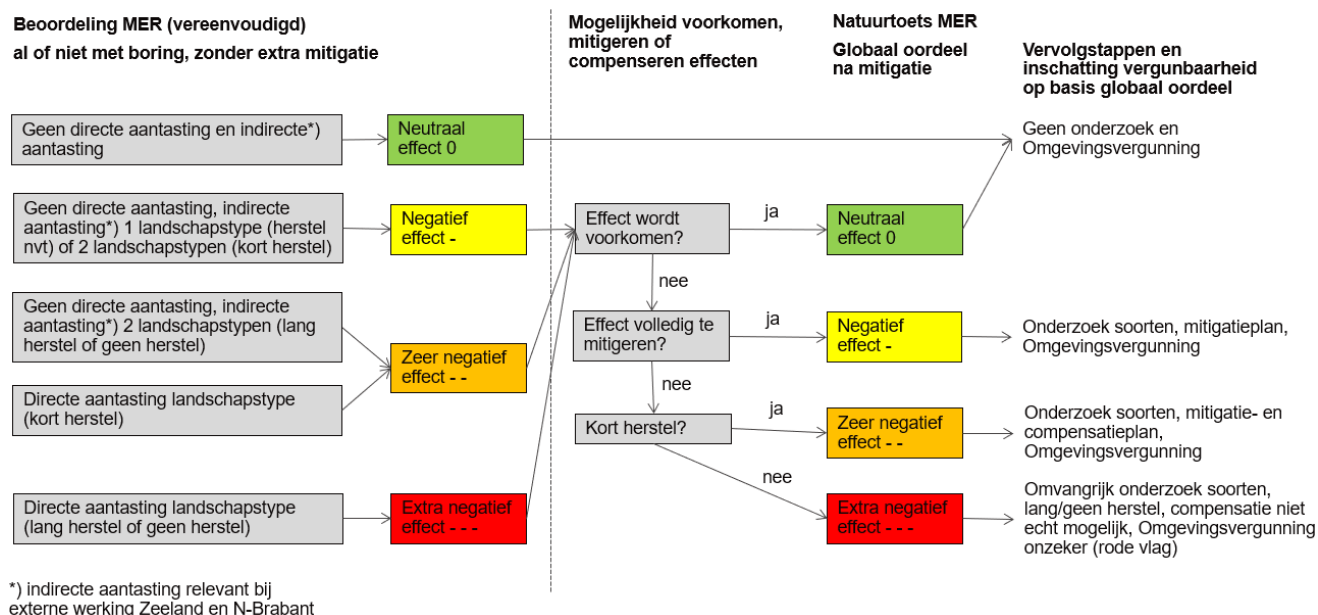 Beoordeling MER (vereenvoudigd)
al of niet met boring, zonder extra mitigatie
Mogelijkheid voorkomen,
mitigeren of
compenseren effecten
Natuurtoets MER
Globaal oordeel
na mitigatie
Vervolgstappen en
inschatting vergunbaarheid
op basis globaal oordeel
Geen directe aantasting en indirecte*)
aantasting
Neutraal
effect 0
Geen onderzoek en
Omgevingsvergunning
Geen directe aantasting, indirecte
aantasting*) 1 landschapstype (herstel
nvt) of 2 landschapstypen (kort herstel)
Negatief
effect -
Effect wordt
voorkomen?
ja
Neutraal
effect 0
nee
Geen directe aantasting, indirecte
aantasting*) 2 landschapstypen (lang
herstel of geen herstel)
Zeer negatief
effect - -
Directe aantasting landschapstype
(kort herstel)
Effect volledig te
mitigeren?
ja
Negatief
effect -
Onderzoek soorten, mitigatieplan,
Omgevingsvergunning
nee
Kort herstel?
ja
Zeer negatief
effect - -
Onderzoek soorten, mitigatie- en
compensatieplan,
Omgevingsvergunning
nee
Directe aantasting landschapstype
(lang herstel of geen herstel)
Extra negatief
effect - - -
Extra negatief
effect - - -
Omvangrijk onderzoek soorten,
lang/geen herstel, compensatie niet
echt mogelijk, Omgevingsvergunning
onzeker (rode vlag)
*) indirecte aantasting relevant bij
externe werking Zeeland en N-Brabant